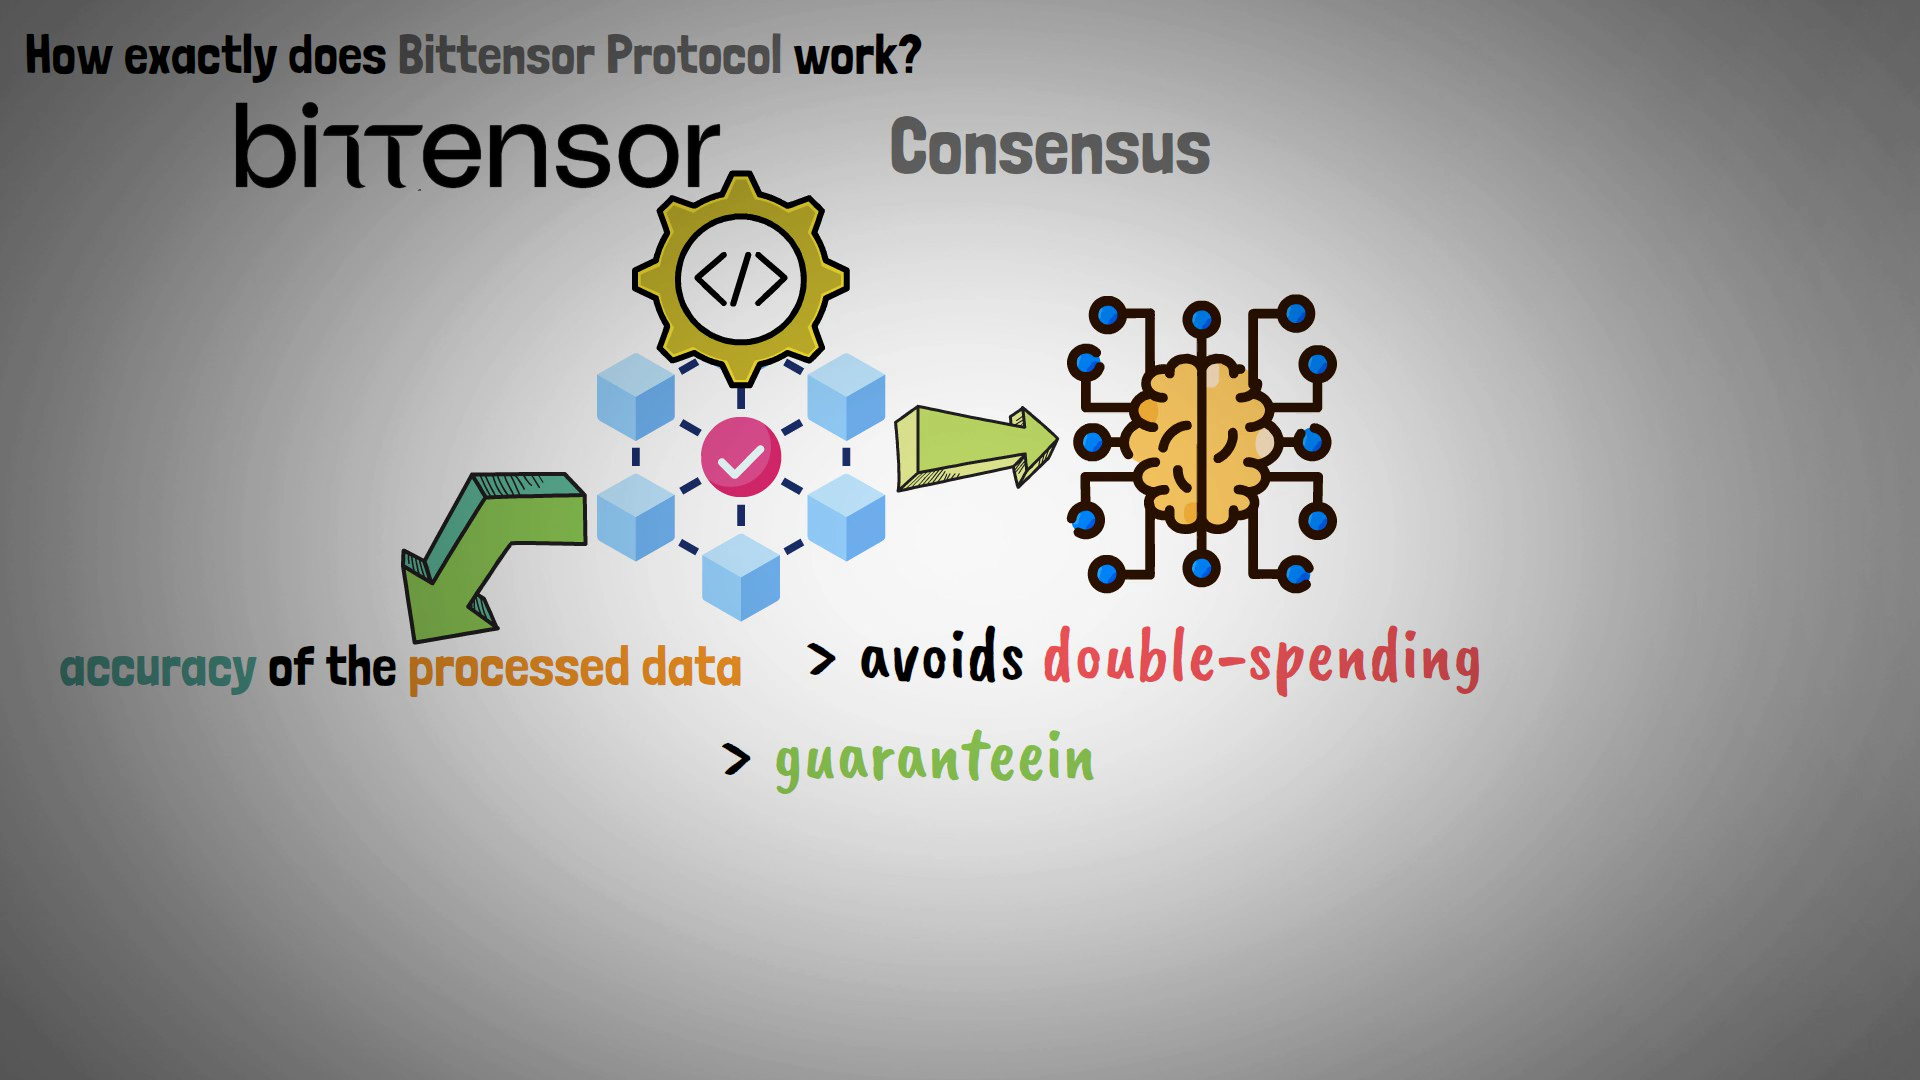 How exactly does Bittensor Protocol work?
bittensor
Consensus
</>
accuracy of the processed data
> avoids double-spending
> guaranteein